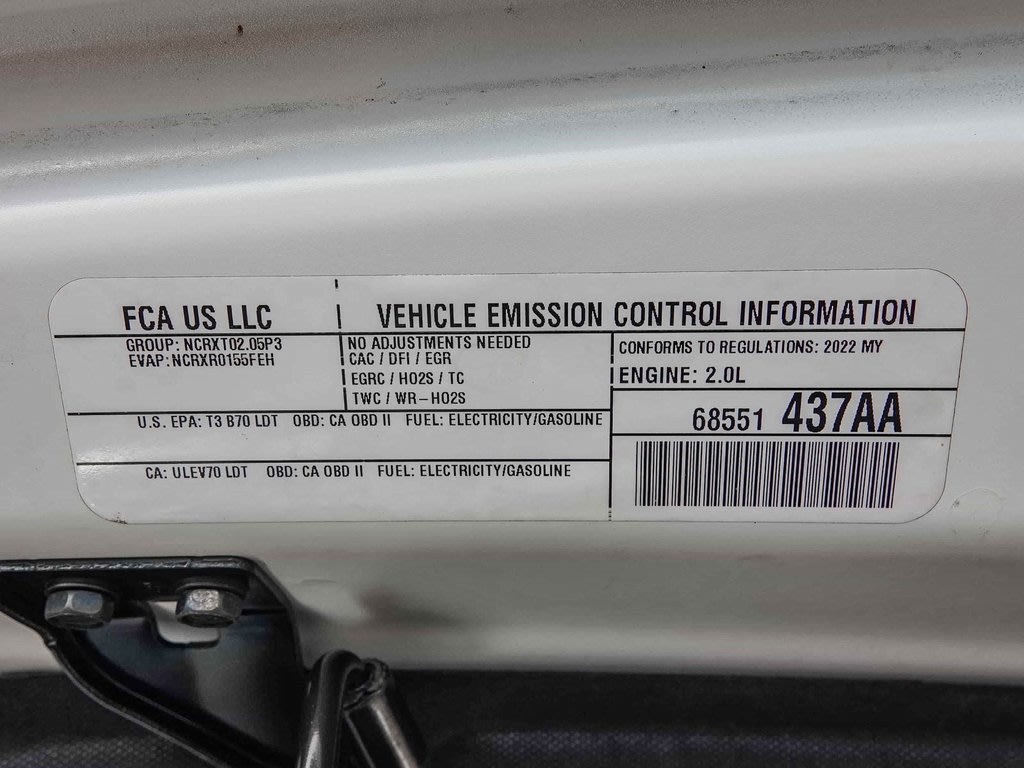 FCA US LLC
VEHICLE EMISSION CONTROL INFORMATION
GROUP: NCRXT02.05P3
EVAP: NCRXR0155FEH
NO ADJUSTMENTS NEEDED
CAC / DFI / EGR
EGRC / HO2S / TC
TWC / WR-HO2S
CONFORMS TO REGULATIONS: 2022 MY
ENGINE: 2.0L
68551 437AA
U.S. EPA: T3 B70 LDT OBD: CA OBD II FUEL: ELECTRICITY/GASOLINE
CA: ULEV70 LDT OBD: CA OBD II FUEL: ELECTRICITY/GASOLINE